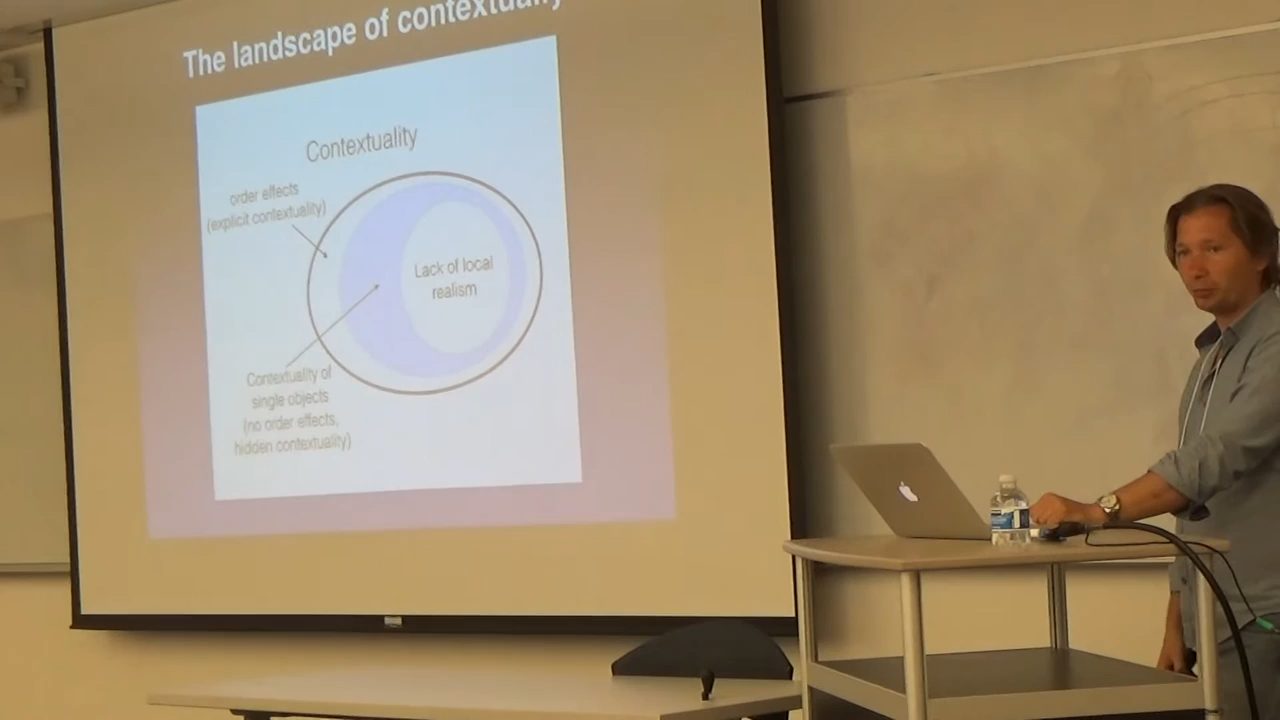 The landscape of contextuality
Contextuality
order effects
(explicit contextuality)
Lack of local
realism
Contextuality of
single objects
(no order effects,
hidden contextuality)